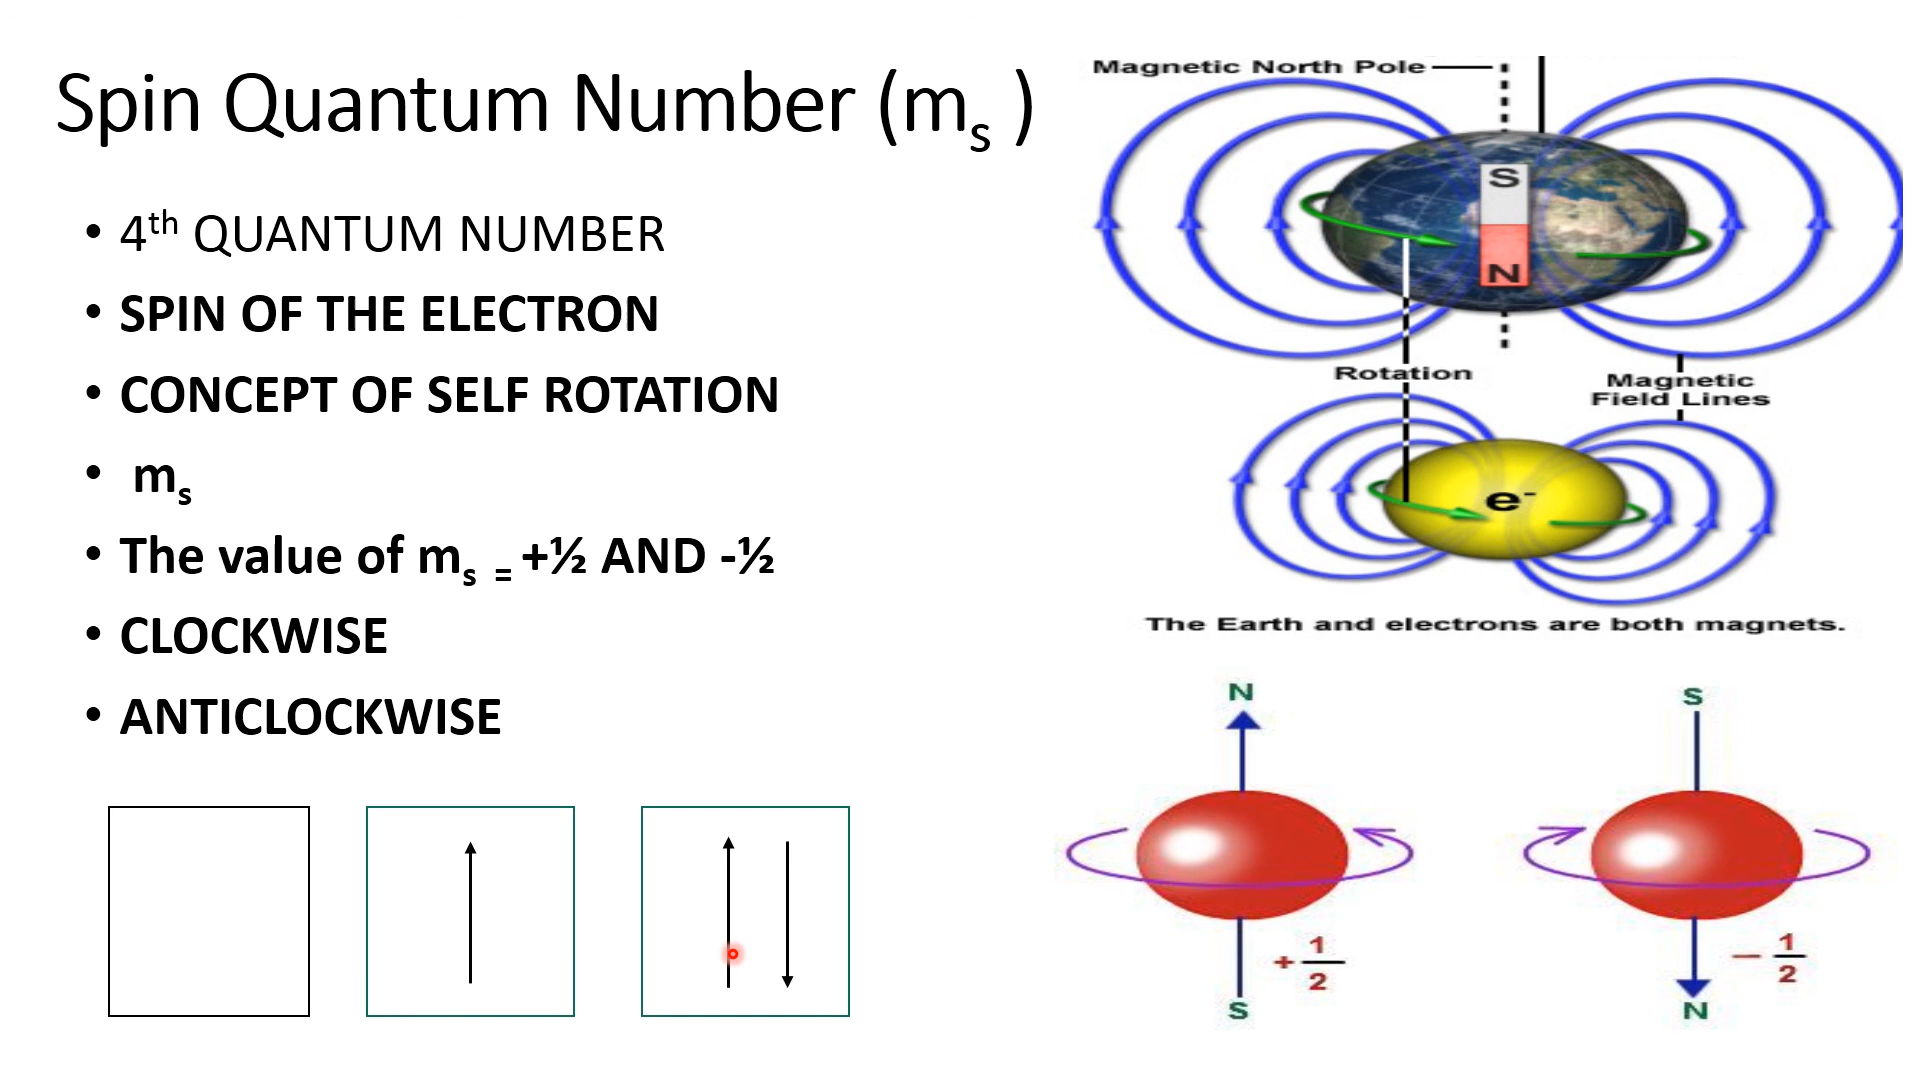 Spin Quantum Number (mₛ )
• 4ᵗʰ QUANTUM NUMBER
• SPIN OF THE ELECTRON
• CONCEPT OF SELF ROTATION
• mₛ
• The value of mₛ ₌ +½ AND -½
• CLOCKWISE
• ANTICLOCKWISE
Magnetic North Pole
S
N
Rotation
Magnetic
Field Lines
e⁻
The Earth and electrons are both magnets.
N
S
+ 1/2
S
N
− 1/2